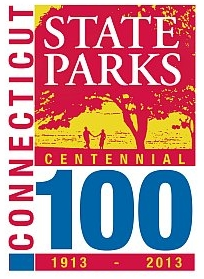 CONNECTICUT
STATE
PARKS
CENTENNIAL
100
1913 - 2013